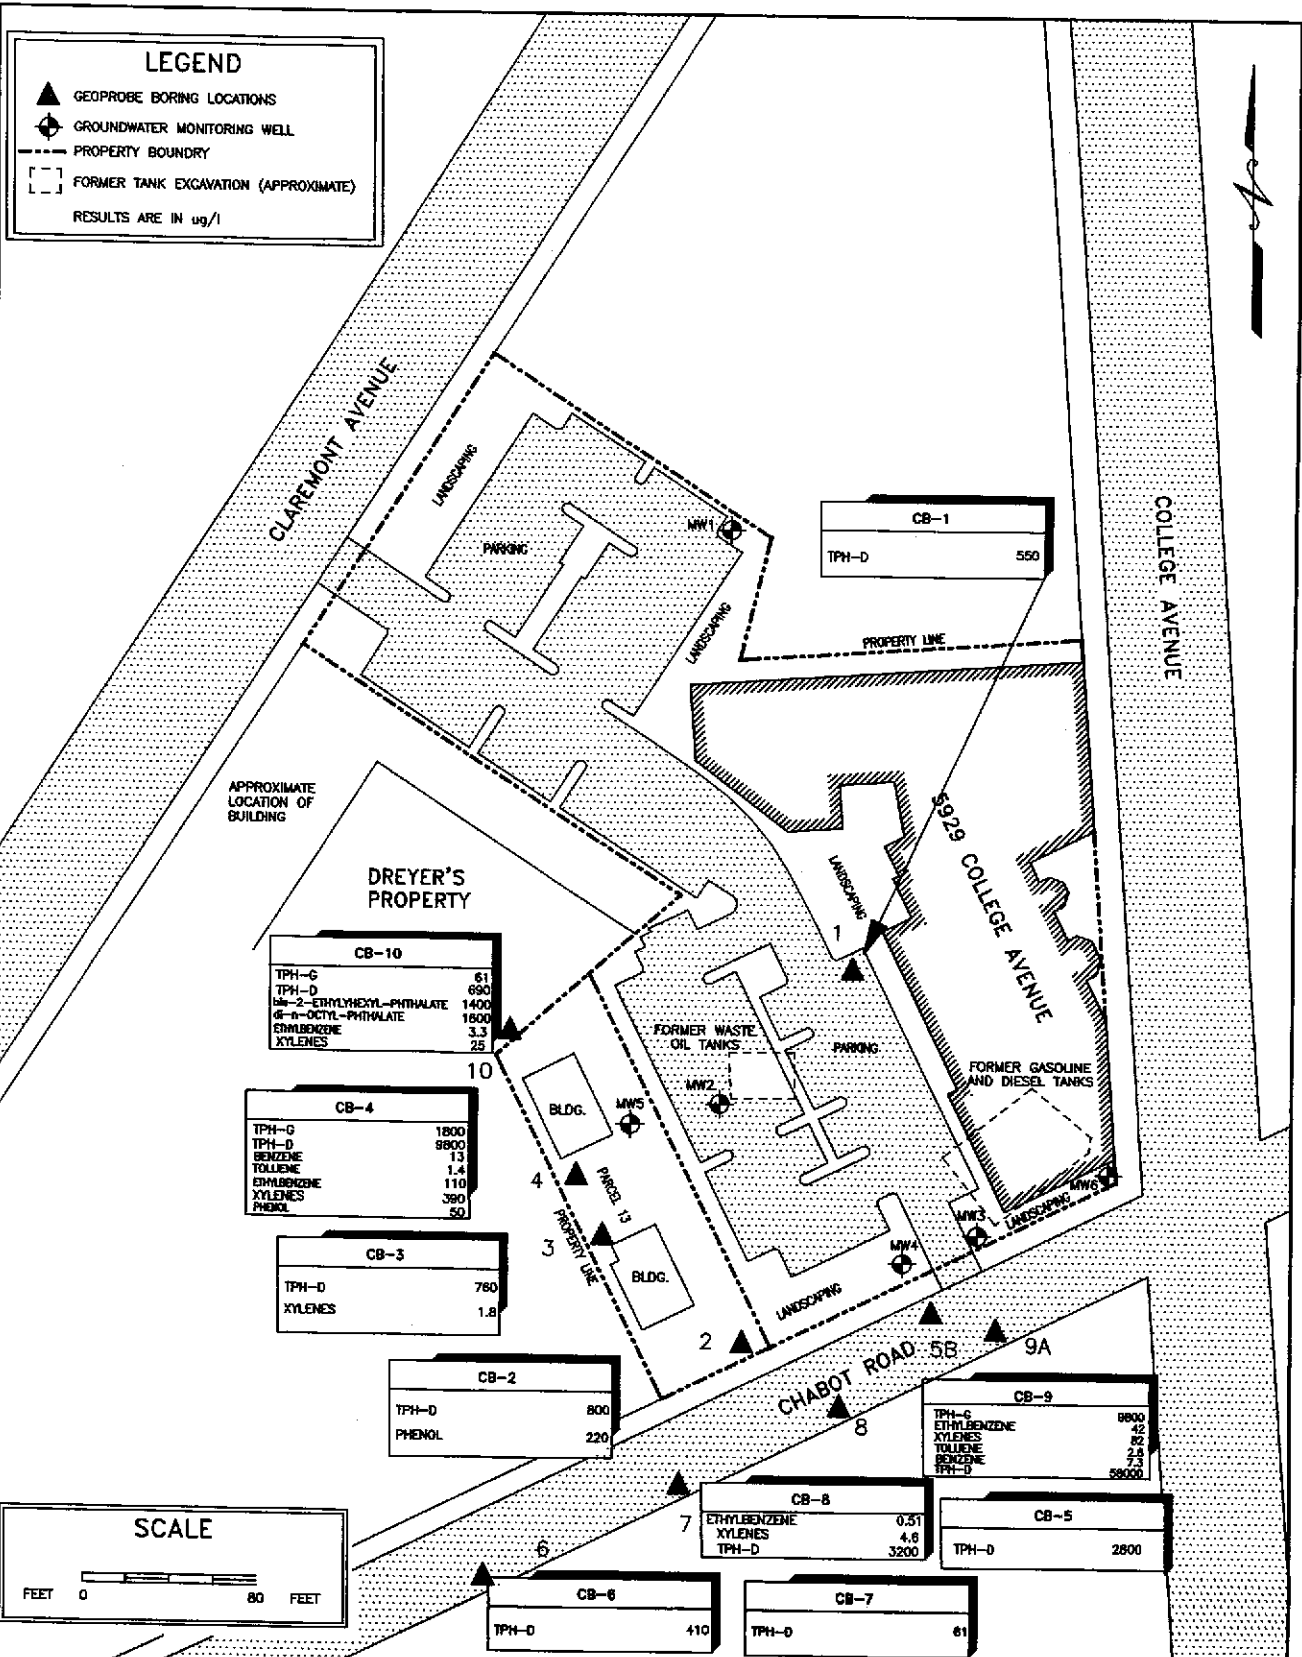 LEGEND
GEOPROBE BORING LOCATIONS
GROUNDWATER MONITORING WELL
PROPERTY BOUNDRY
FORMER TANK EXCAVATION (APPROXIMATE)
RESULTS ARE IN ug/l
N
CLAREMONT AVENUE
COLLEGE AVENUE
LANDSCAPING
PARKING
MW1
LANDSCAPING
CB-1
TPH-D 550
PROPERTY LINE
APPROXIMATE
LOCATION OF
BUILDING
DREYER'S
PROPERTY
5929 COLLEGE AVENUE
LANDSCAPING
1
CB-10
TPH-G 61
TPH-D 690
bis-2-ETHYLYHEXYL-PHTHALATE 1400
di-n-OCTYL-PHTHALATE 1600
ETHYLBENZENE 3.3
XYLENES 25
10
FORMER WASTE
OIL TANKS
PARKING
FORMER GASOLINE
AND DIESEL TANKS
MW2
MW5
BLDG.
CB-4
TPH-G 1800
TPH-D 9800
BENZENE 13
TOLUENE 1.4
ETHYLBENZENE 110
XYLENES 390
PHENOL 50
4
PARCEL 13
3
PROPERTY LINE
BLDG.
MW6
LANDSCAPING
MW3
MW4
LANDSCAPING
CB-3
TPH-D 760
XYLENES 1.8
2
CHABOT ROAD
5B
9A
8
CB-2
TPH-D 800
PHENOL 220
CB-9
TPH-G 9800
ETHYLBENZENE 42
XYLENES 82
TOLUENE 2.6
BENZENE 7.3
TPH-D 58000
7
CB-8
ETHYLBENZENE 0.51
XYLENES 4.6
TPH-D 3200
CB-5
TPH-D 2600
6
CB-6
TPH-D 410
CB-7
TPH-D 61
SCALE
FEET 0 80 FEET